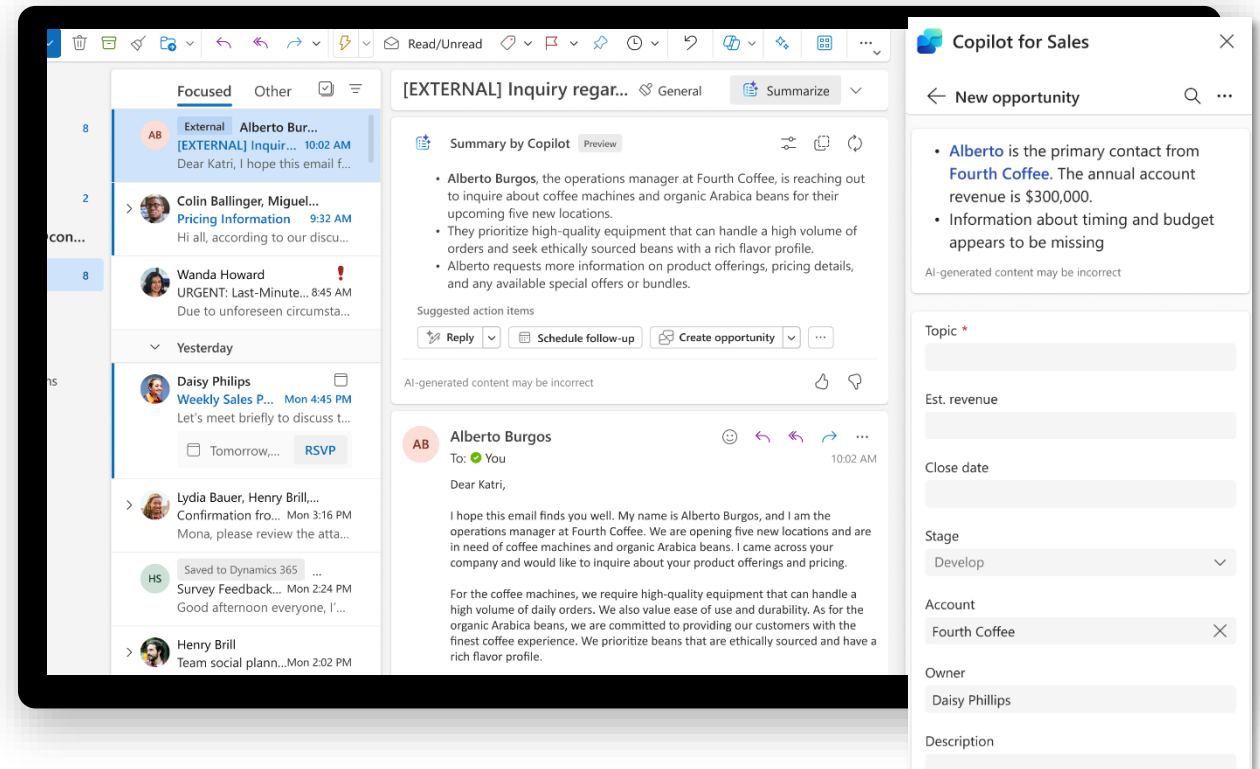 Read/Unread
8
2
con...
8
ns
Focused
Other
AB
External Alberto Bur...
[EXTERNAL] Inquir... 10:02 AM
Dear Katri, I hope this email f...
Colin Ballinger, Miguel...
Pricing Information 9:32 AM
Hi all, according to our discu...
Wanda Howard
URGENT: Last-Minute... 8:45 AM
Due to unforeseen circumsta...
Yesterday
Daisy Philips
Weekly Sales P... Mon 4:45 PM
Let's meet briefly to discuss t...
Tomorrow,... RSVP
Lydia Bauer, Henry Brill,...
Confirmation fro... Mon 3:16 PM
Mona, please review the atta...
HS
Saved to Dynamics 365 ...
Survey Feedback... Mon 2:24 PM
Good afternoon everyone, I'...
Henry Brill
Team social plann...Mon 2:02 PM
[EXTERNAL] Inquiry regar... General Summarize
Summary by Copilot Preview
• Alberto Burgos, the operations manager at Fourth Coffee, is reaching out
to inquire about coffee machines and organic Arabica beans for their
upcoming five new locations.
• They prioritize high-quality equipment that can handle a high volume of
orders and seek ethically sourced beans with a rich flavor profile.
• Alberto requests more information on product offerings, pricing details,
and any available special offers or bundles.
Suggested action items
Reply Schedule follow-up Create opportunity ...
AI-generated content may be incorrect
AB
Alberto Burgos
To: You 10:02 AM
Dear Katri,
I hope this email finds you well. My name is Alberto Burgos, and I am the
operations manager at Fourth Coffee. We are opening five new locations and are
in need of coffee machines and organic Arabica beans. I came across your
company and would like to inquire about your product offerings and pricing.
For the coffee machines, we require high-quality equipment that can handle a
high volume of daily orders. We also value ease of use and durability. As for the
organic Arabica beans, we are committed to providing our customers with the
finest coffee experience. We prioritize beans that are ethically sourced and have a
rich flavor profile.
Copilot for Sales
New opportunity
• Alberto is the primary contact from
Fourth Coffee. The annual account
revenue is $300,000.
• Information about timing and budget
appears to be missing
AI-generated content may be incorrect
Topic *
Est. revenue
Close date
Stage
Develop
Account
Fourth Coffee
Owner
Daisy Phillips
Description